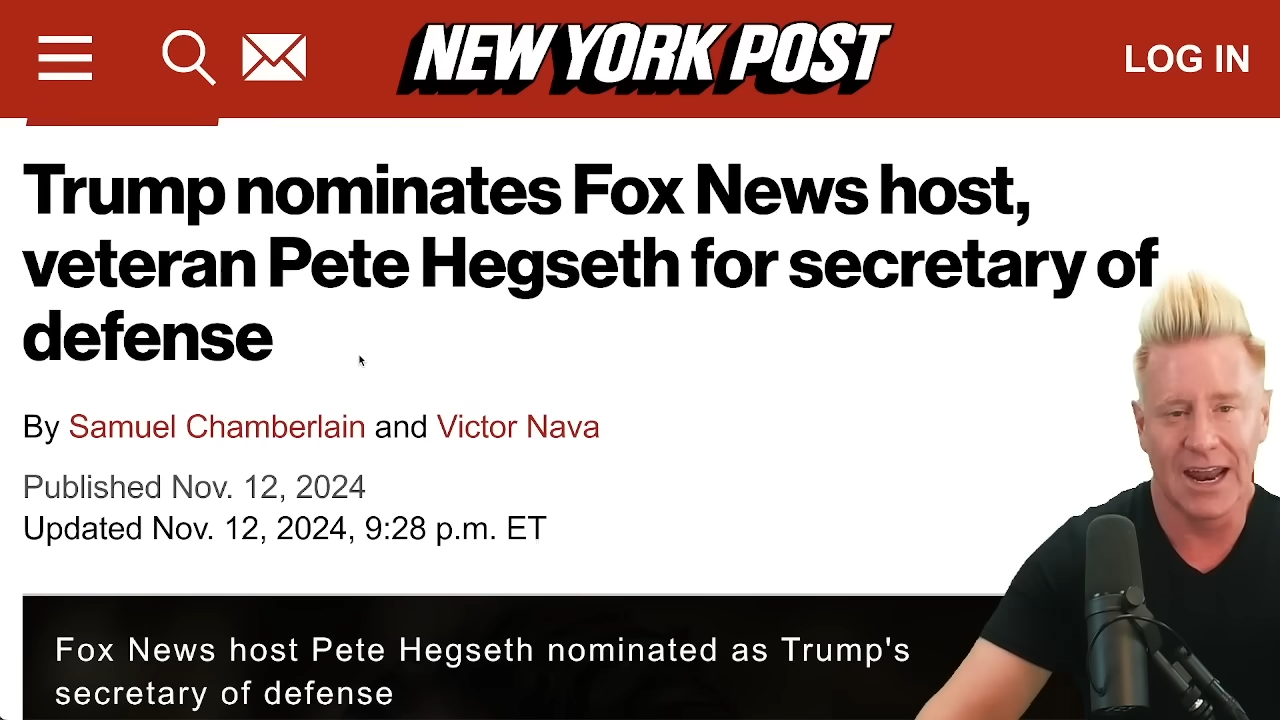 NEW YORK POST
LOG IN
Trump nominates Fox News host,
veteran Pete Hegseth for secretary of
defense
By Samuel Chamberlain and Victor Nava
Published Nov. 12, 2024
Updated Nov. 12, 2024, 9:28 p.m. ET
Fox News host Pete Hegseth nominated as Trump's
secretary of defense